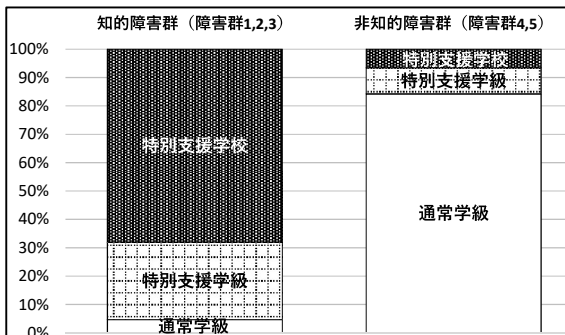 知的障害群（障害群1,2,3）
非知的障害群（障害群4,5）
100%
90%
80%
70%
60%
50%
40%
30%
20%
10%
0%
特別支援学校
特別支援学級
通常学級
特別支援学校
特別支援学級
通常学級